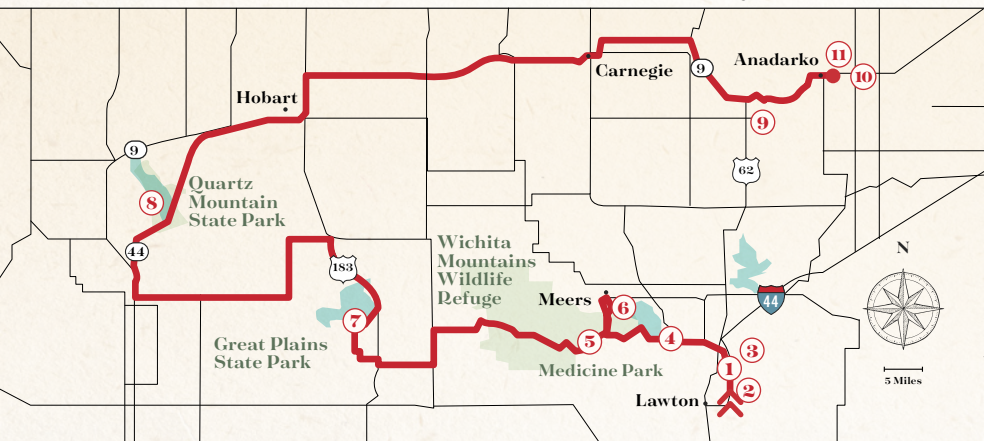 Anadarko
11
10
9
Carnegie
9
Hobart
9
62
8
Quartz
Mountain
State Park
44
183
Wichita
Mountains
Wildlife
Refuge
N
44
Meers
6
7
5
4
3
Great Plains
State Park
Medicine Park
1
2
Lawton
5 Miles